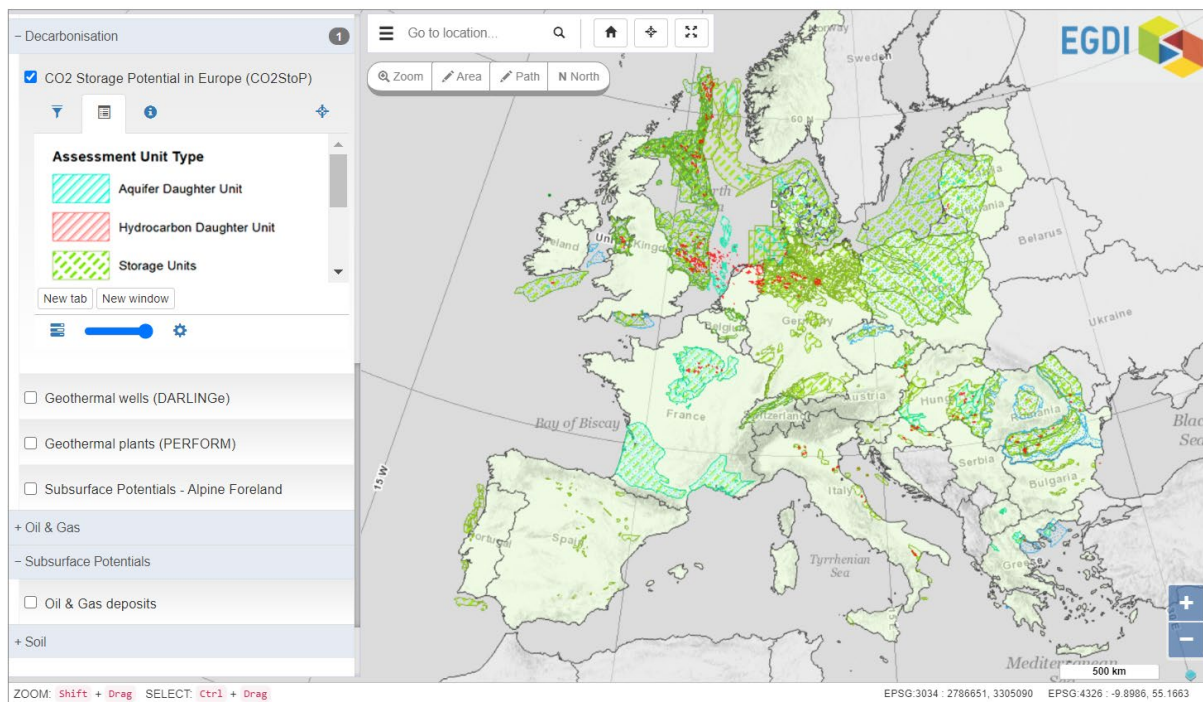 − Decarbonisation 1
CO2 Storage Potential in Europe (CO2StoP)
Assessment Unit Type
Aquifer Daughter Unit
Hydrocarbon Daughter Unit
Storage Units
New tab New window
Geothermal wells (DARLINGe)
Geothermal plants (PERFORM)
Subsurface Potentials - Alpine Foreland
+ Oil & Gas
− Subsurface Potentials
Oil & Gas deposits
+ Soil
Go to location...
Zoom Area Path N North
EGDI
Norway
Sweden
60 N
Ireland
Belarus
Belgium
Germany
Ukraine
Bay of Biscay
France
Austria
Romania
Black
Sea
15 W
Serbia
Bulgaria
Italy
Portugal
Spain
Tyrrhenian
Sea
Greece
Mediterranean
500 km
+
−
ZOOM: Shift + Drag SELECT: Ctrl + Drag
EPSG:3034 : 2786651, 3305090 EPSG:4326 : -9.8986, 55.1663